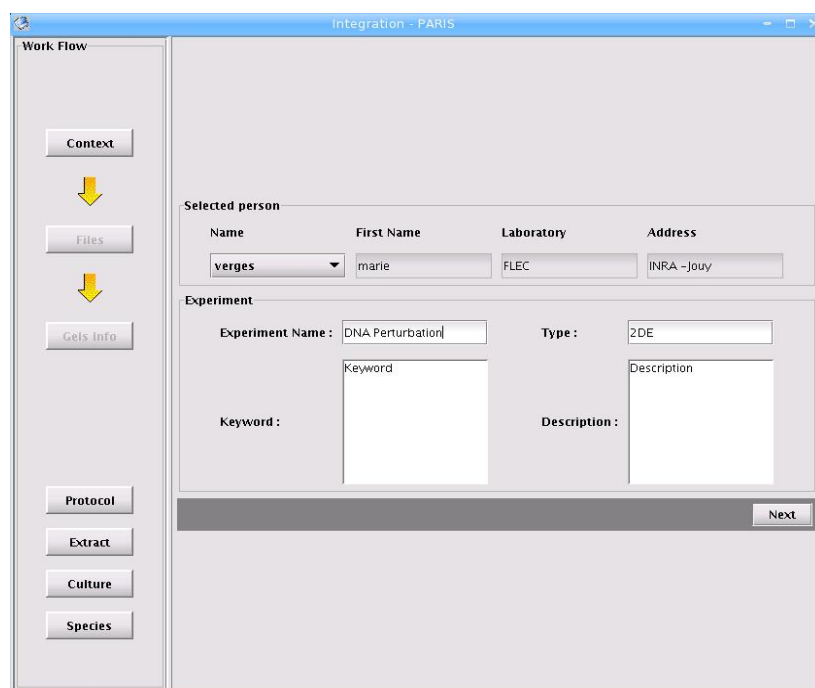 Integration - PARIS
Work Flow
Context
Files
Gels Info
Protocol
Extract
Culture
Species
Selected person
Name First Name Laboratory Address
verges marie FLEC INRA -Jouy
Experiment
Experiment Name : DNA Perturbation Type : 2DE
Keyword : Keyword Description : Description
Next